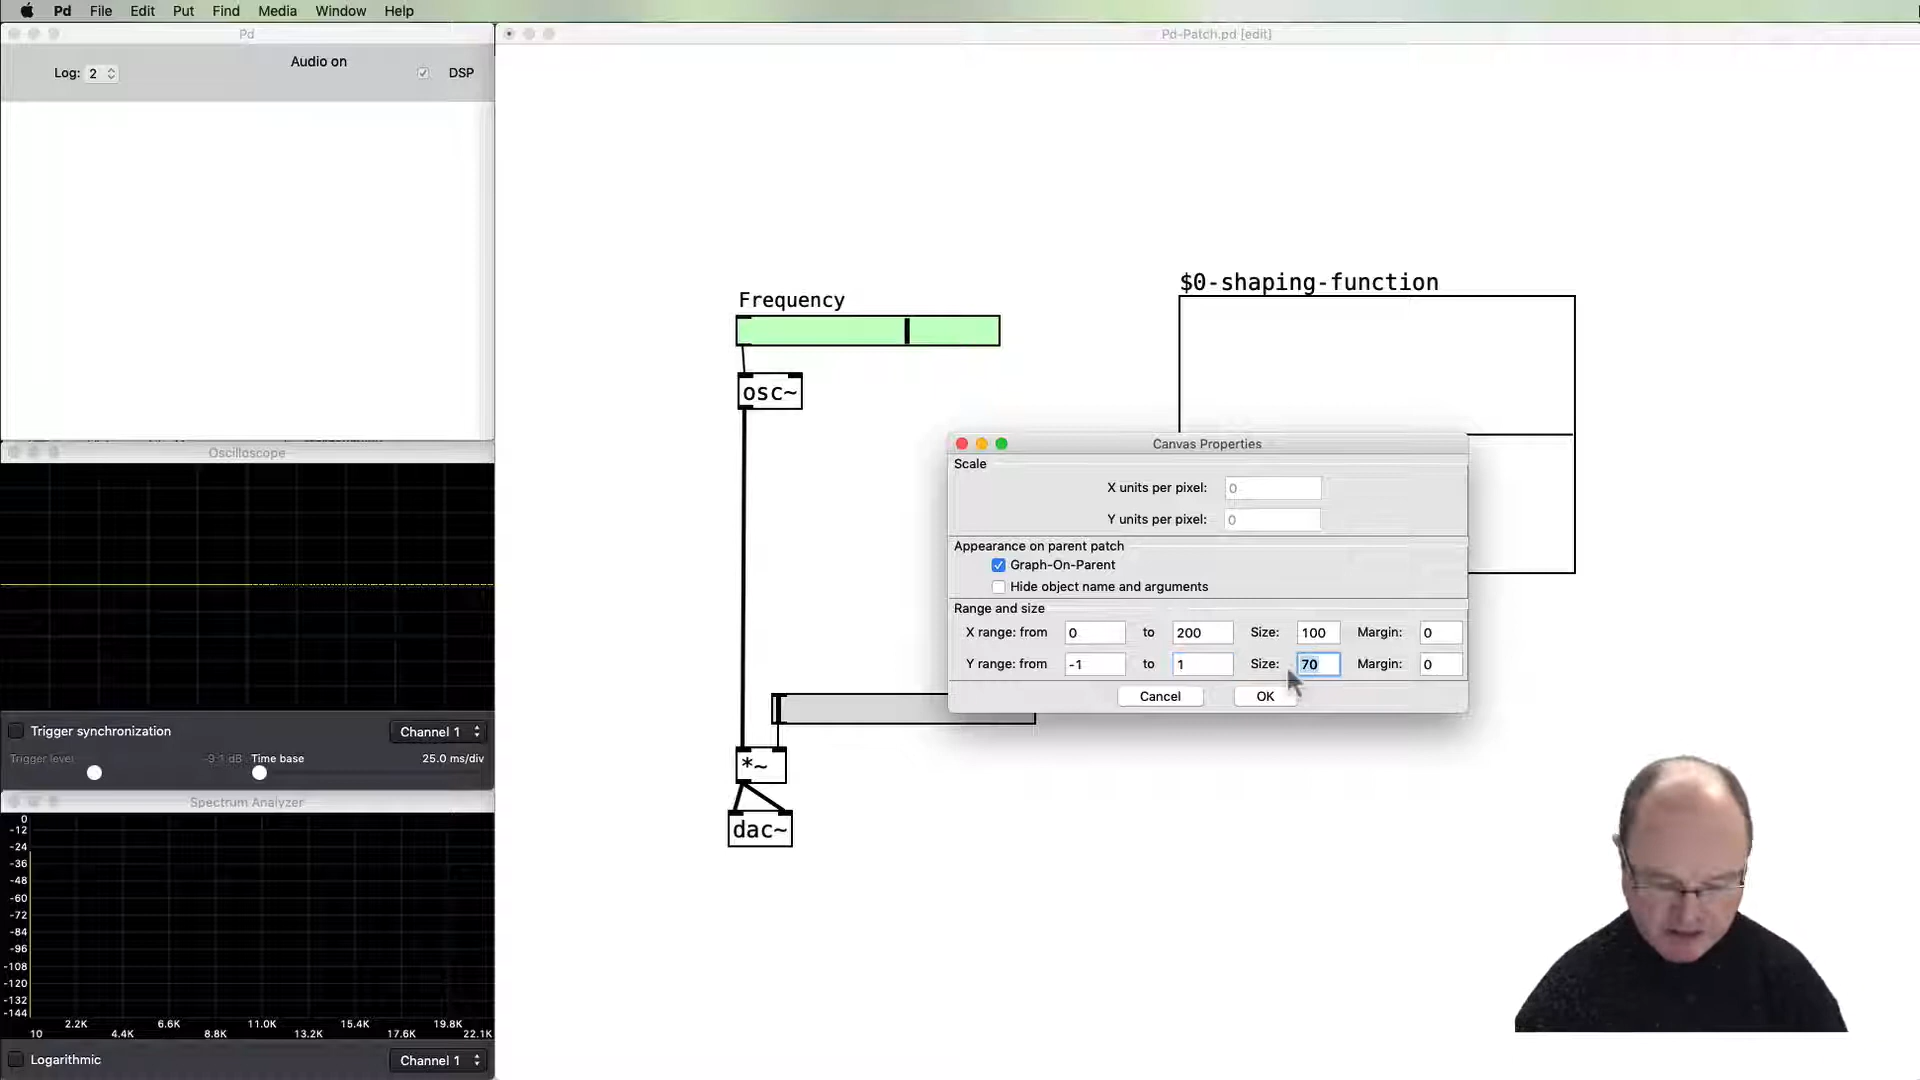 Pd File Edit Put Find Media Window Help
Pd
Pd-Patch.pd [edit]
Audio on
Log: 2
DSP
$0-shaping-function
Frequency
osc~
Oscilloscope
Canvas Properties
Scale
X units per pixel: 0
Y units per pixel: 0
Appearance on parent patch
Graph-On-Parent
Hide object name and arguments
Range and size
X range: from 0 to 200 Size: 100 Margin: 0
Y range: from -1 to 1 Size: 70 Margin: 0
Cancel OK
*~
dac~
Trigger synchronization Channel 1
Trigger level -9.1 dB Time base 25.0 ms/div
Spectrum Analyzer
0
-12
-24
-36
-48
-60
-72
-84
-96
-108
-120
-132
-144
2.2K 6.6K 11.0K 15.4K 19.8K
10 4.4K 8.8K 13.2K 17.6K 22.1K
Logarithmic Channel 1